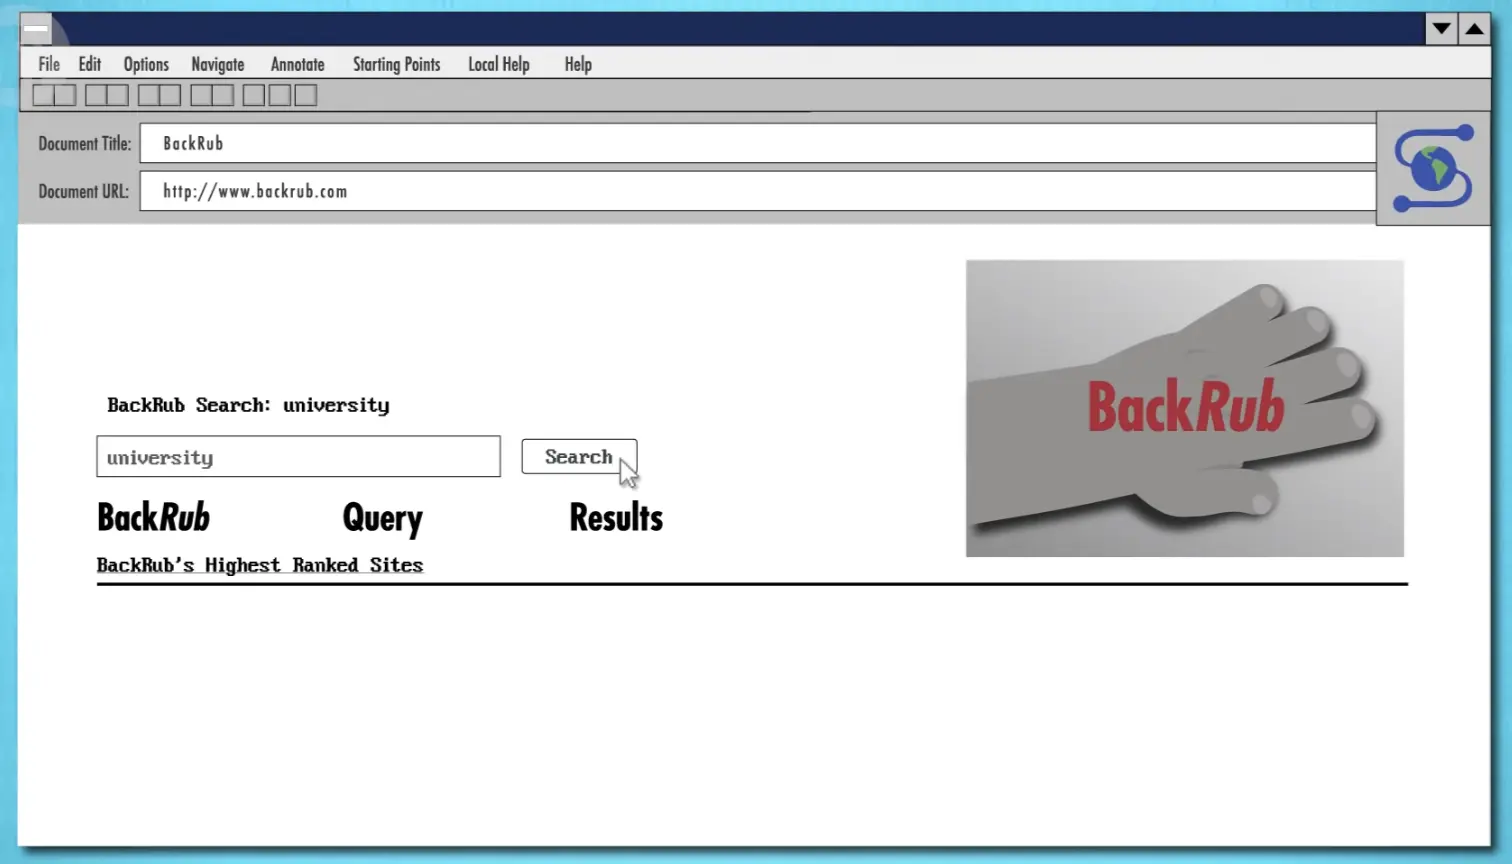 File Edit Options Navigate Annotate Starting Points Local Help Help
Document Title: BackRub
Document URL: http://www.backrub.com
BackRub
BackRub Search: university
university Search
BackRub Query Results
BackRub's Highest Ranked Sites